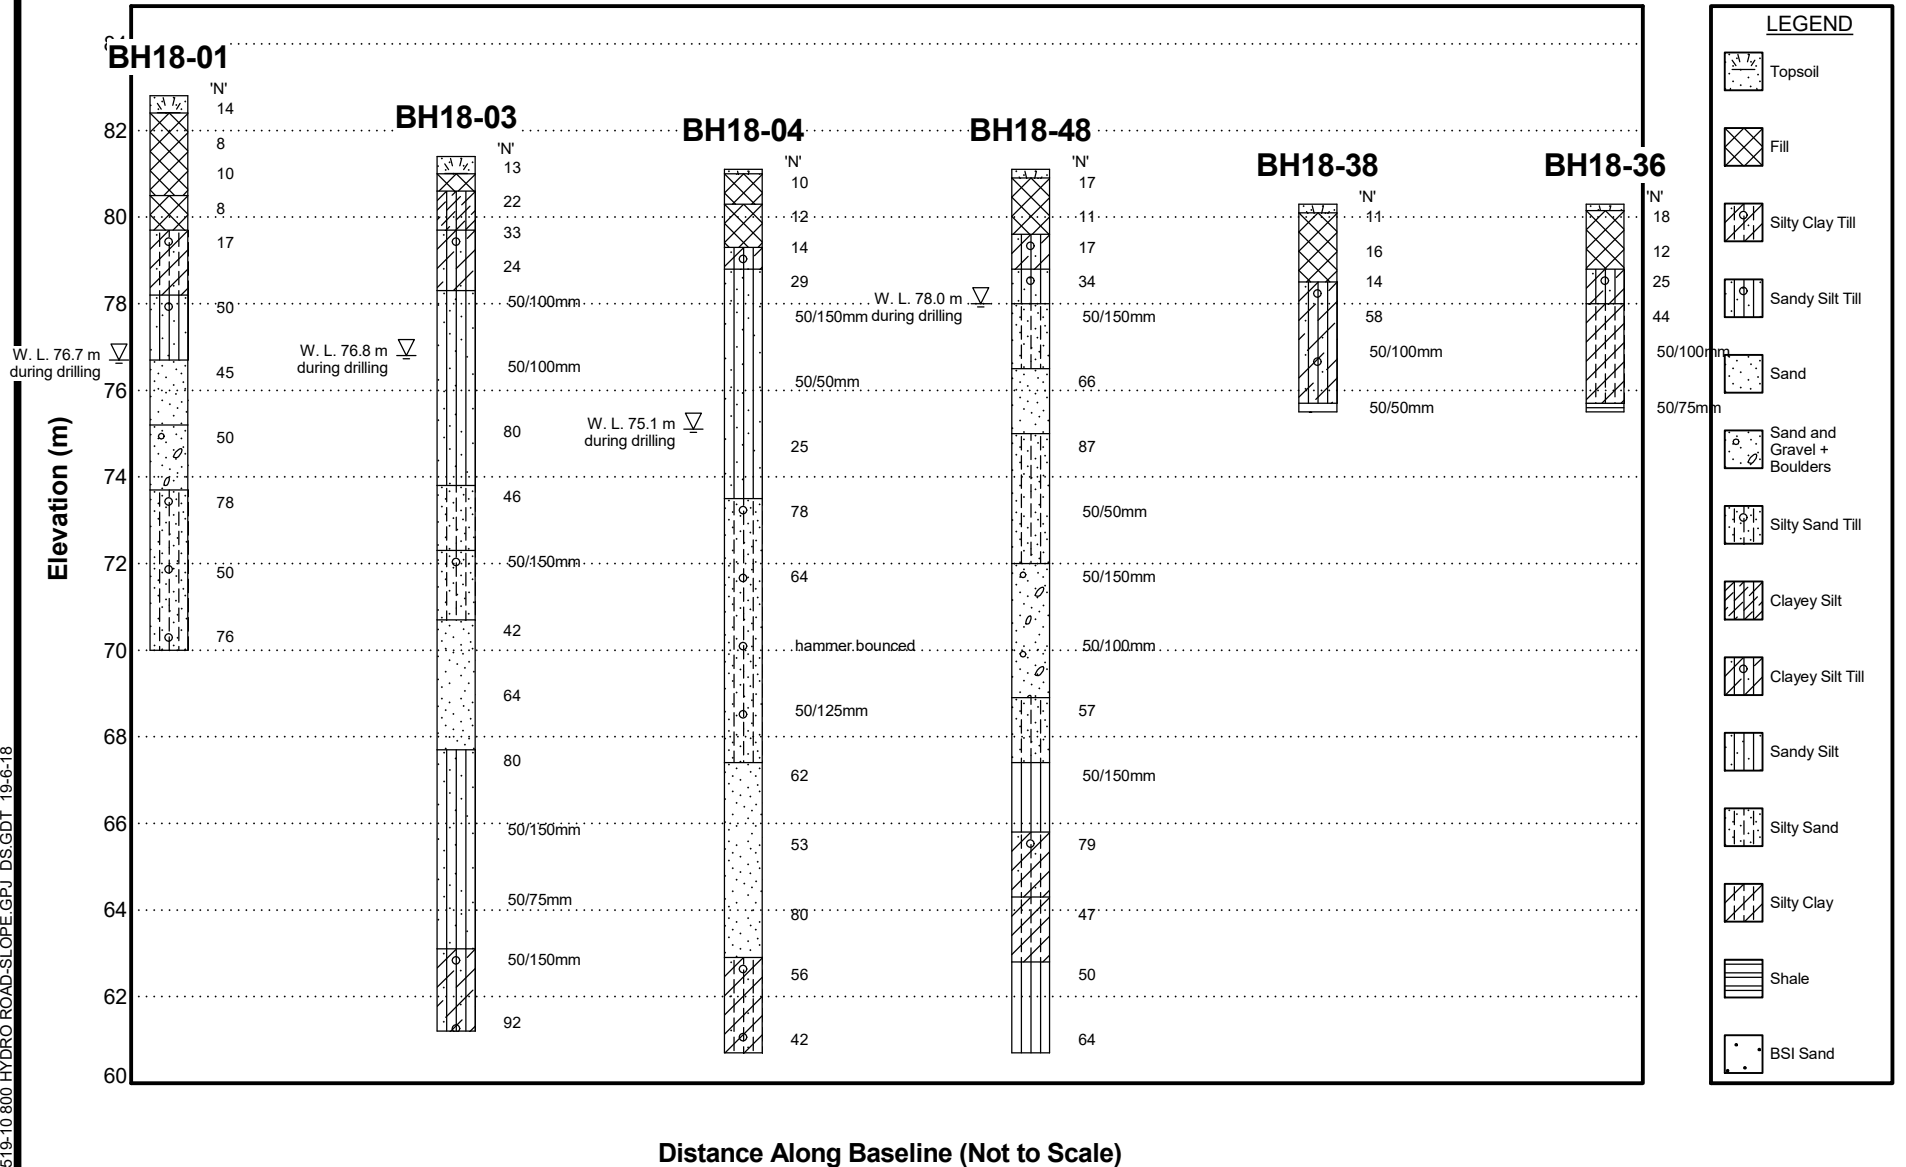 84
BH18-01
'N'
14
8
10
8
17
50
45
50
78
50
76
W. L. 76.7 m
during drilling
BH18-03
'N'
13
22
33
24
50/100mm
50/100mm
80
46
50/150mm
42
64
80
50/150mm
50/75mm
50/150mm
92
W. L. 76.8 m
during drilling
BH18-04
'N'
10
12
14
29
50/150mm
50/50mm
25
78
64
hammer bounced
50/125mm
62
53
80
56
42
W. L. 75.1 m
during drilling
BH18-48
'N'
17
11
17
34
50/150mm
66
87
50/50mm
50/150mm
50/100mm
57
50/150mm
79
47
50
64
W. L. 78.0 m
during drilling
BH18-38
'N'
11
16
14
58
50/100mm
50/50mm
BH18-36
'N'
18
12
25
44
50/100mm
50/75mm
82
80
78
76
74
72
70
68
66
64
62
60
Elevation (m)
Distance Along Baseline (Not to Scale)
LEGEND
Topsoil
Fill
Silty Clay Till
Sandy Silt Till
Sand
Sand and
Gravel +
Boulders
Silty Sand Till
Clayey Silt
Clayey Silt Till
Sandy Silt
Silty Sand
Silty Clay
Shale
BSI Sand
519-10 800 HYDRO ROAD-SLOPE.GPJ DS.GDT 19-6-18